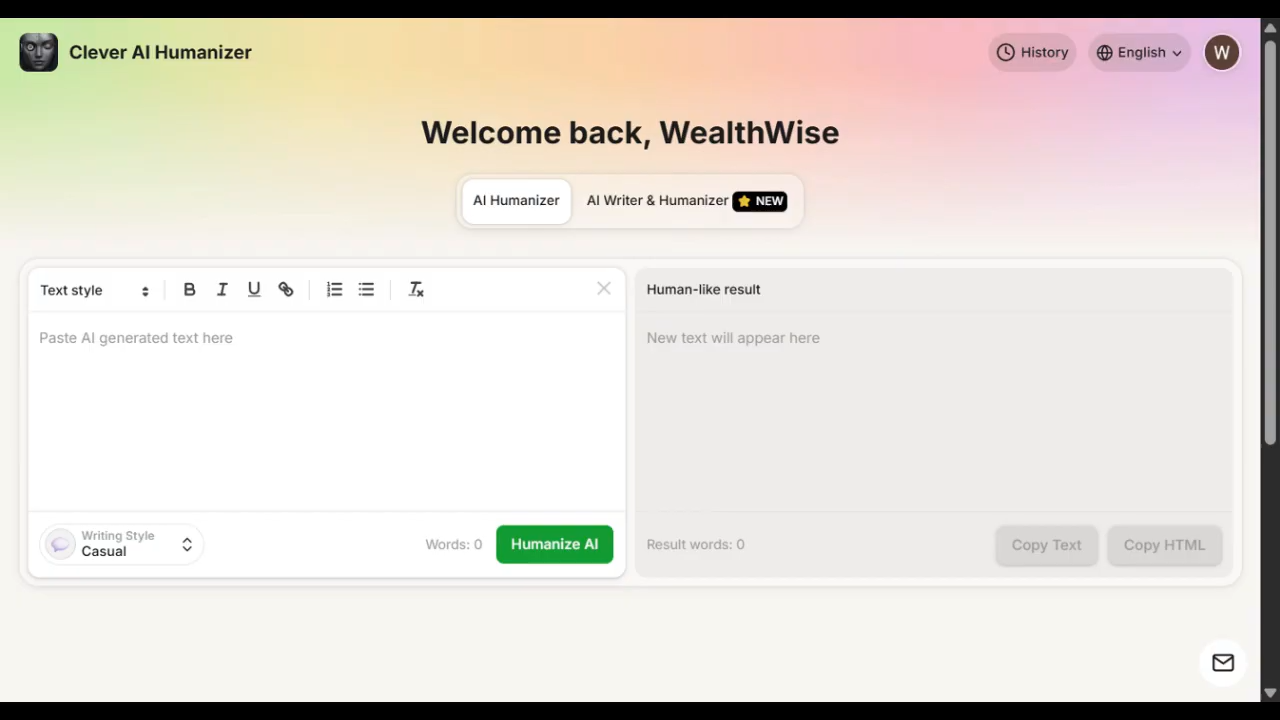 Clever AI Humanizer
History
English
W
Welcome back, WealthWise
AI Humanizer
AI Writer & Humanizer
NEW
Text style
B I U
Human-like result
Paste AI generated text here
New text will appear here
Writing Style
Casual
Words: 0
Humanize AI
Result words: 0
Copy Text
Copy HTML